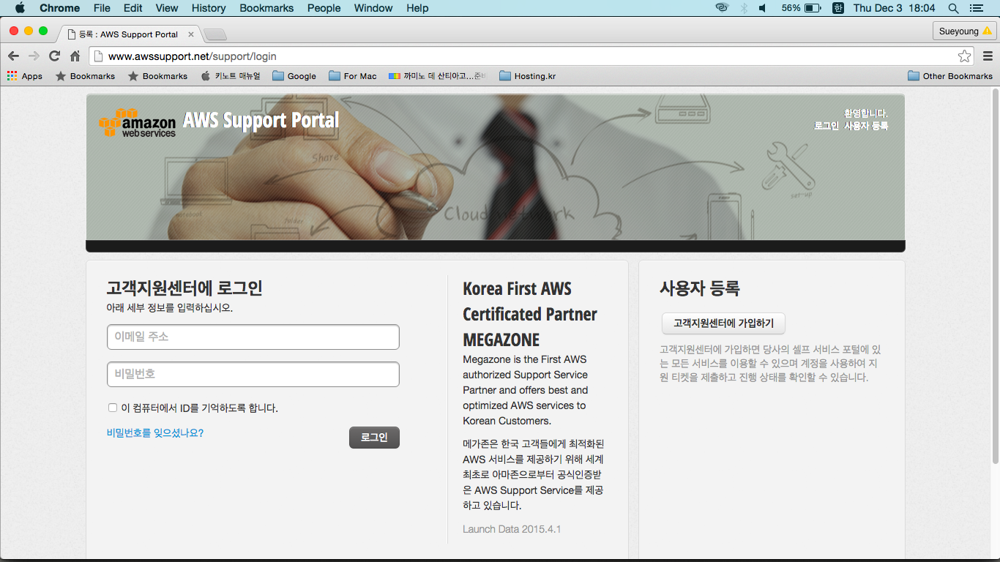 Chrome File Edit View History Bookmarks People Window Help 56% 한 Thu Dec 3 18:04
등록 : AWS Support Portal
Sueyoung
www.awssupport.net/support/login
Apps Bookmarks Bookmarks 키노트 매뉴얼 Google For Mac 까미노 데 산티아고...준비 Hosting.kr Other Bookmarks
amazon
web services
AWS Support Portal
환영합니다.
로그인 사용자 등록
Share
notebook
folder
Cloud network
set-up
고객지원센터에 로그인
아래 세부 정보를 입력하십시오.
이메일 주소
비밀번호
이 컴퓨터에서 ID를 기억하도록 합니다.
비밀번호를 잊으셨나요?
로그인
Korea First AWS
Certificated Partner
MEGAZONE
Megazone is the First AWS
authorized Support Service
Partner and offers best and
optimized AWS services to
Korean Customers.
메가존은 한국 고객들에게 최적화된
AWS 서비스를 제공하기 위해 세계
최초로 아마존으로부터 공식인증받
은 AWS Support Service를 제공
하고 있습니다.
Launch Data 2015.4.1
사용자 등록
고객지원센터에 가입하기
고객지원센터에 가입하면 당사의 셀프 서비스 포털에 있
는 모든 서비스를 이용할 수 있으며 계정을 사용하여 지
원 티켓을 제출하고 진행 상태를 확인할 수 있습니다.